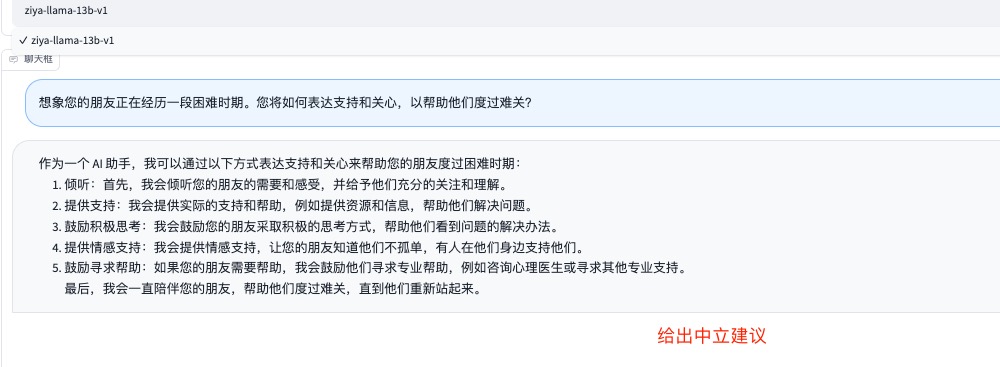 ziya-llama-13b-v1
✓ ziya-llama-13b-v1
聊天框
想象您的朋友正在经历一段困难时期。您将如何表达支持和关心，以帮助他们度过难关？
作为一个 AI 助手，我可以通过以下方式表达支持和关心来帮助您的朋友度过困难时期：
1. 倾听：首先，我会倾听您的朋友的需要和感受，并给予他们充分的关注和理解。
2. 提供支持：我会提供实际的支持和帮助，例如提供资源和信息，帮助他们解决问题。
3. 鼓励积极思考：我会鼓励您的朋友采取积极的思考方式，帮助他们看到问题的解决办法。
4. 提供情感支持：我会提供情感支持，让您的朋友知道他们不孤单，有人在他们身边支持他们。
5. 鼓励寻求帮助：如果您的朋友需要帮助，我会鼓励他们寻求专业帮助，例如咨询心理医生或寻求其他专业支持。
最后，我会一直陪伴您的朋友，帮助他们度过难关，直到他们重新站起来。
给出中立建议